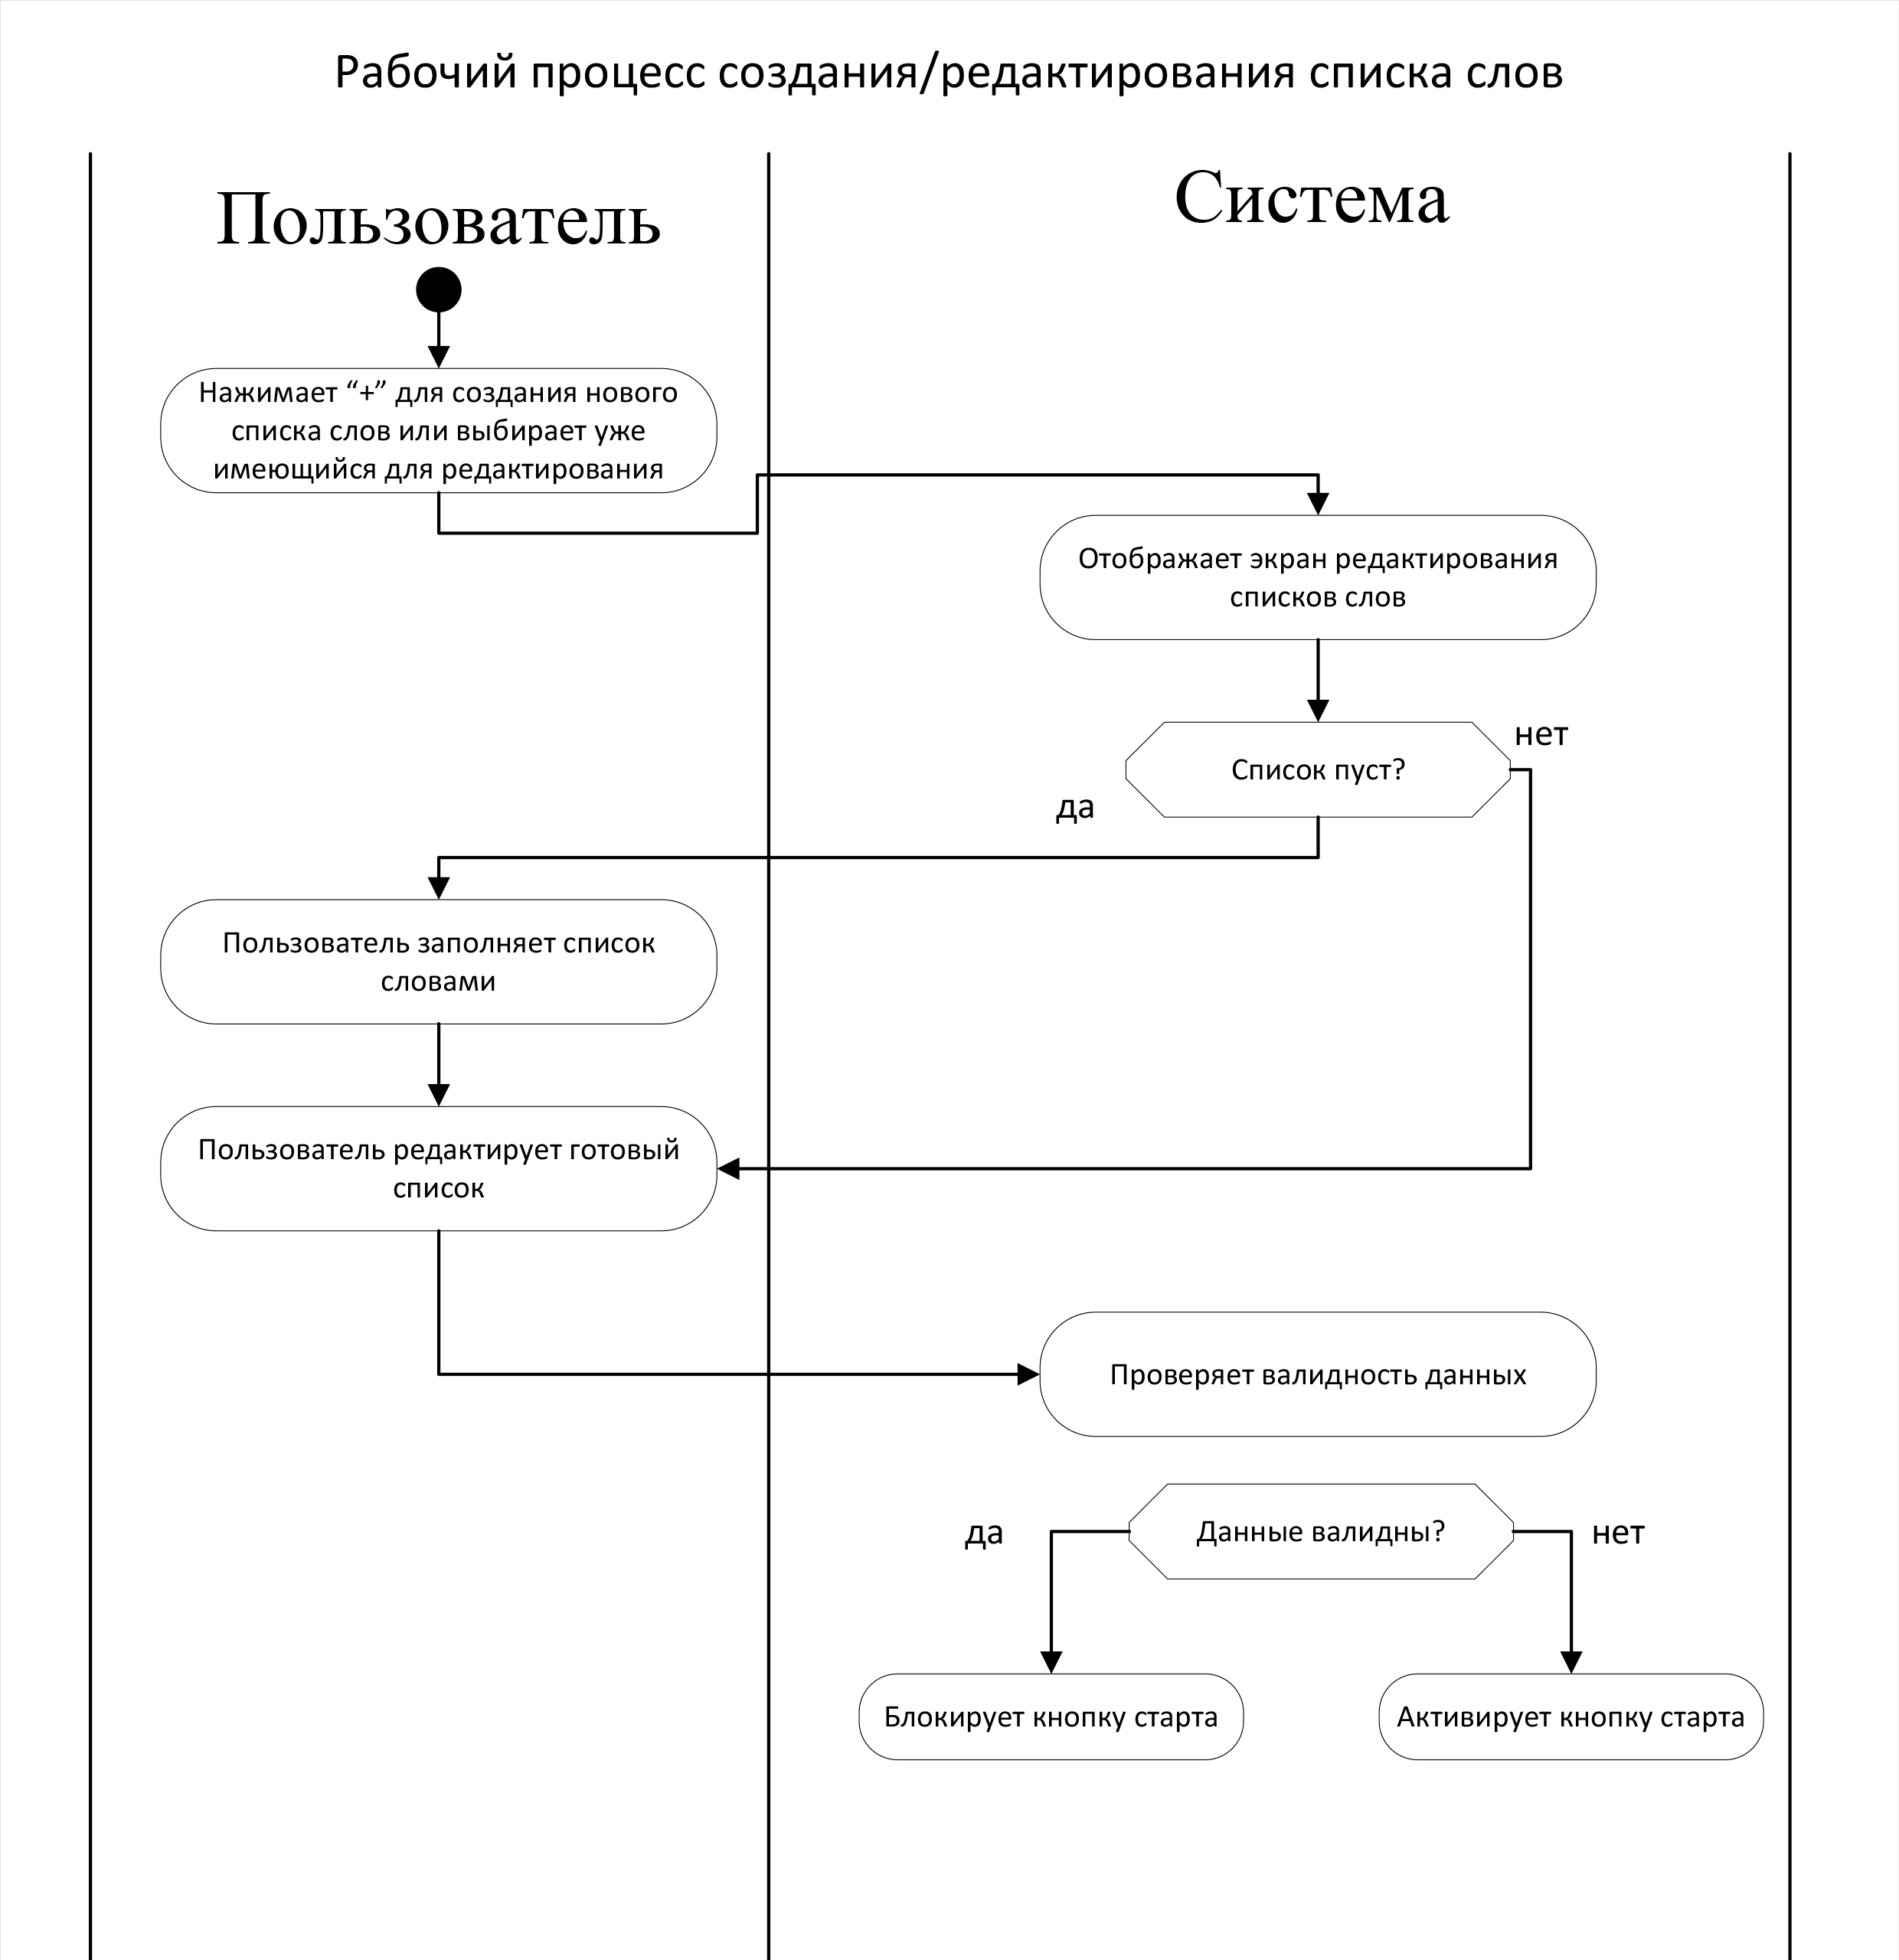 Рабочий процесс создания/редактирования списка слов
Пользователь
Система
Нажимает “+” для создания нового
списка слов или выбирает уже
имеющийся для редактирования
Отображает экран редактирования
списков слов
Список пуст?
нет
да
Пользователь заполняет список
словами
Пользователь редактирует готовый
список
Проверяет валидность данных
да
Данные валидны?
нет
Блокирует кнопку старта
Активирует кнопку старта